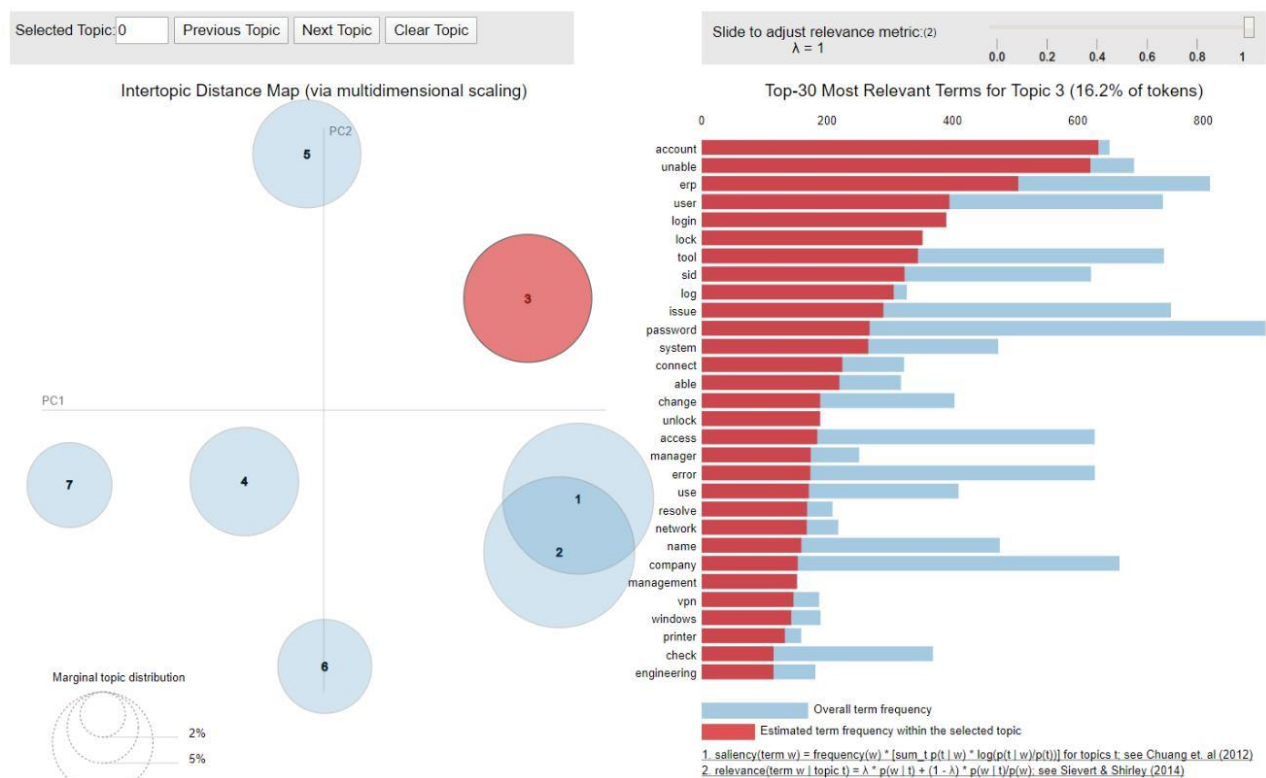 Selected Topic: 0 Previous Topic Next Topic Clear Topic
Slide to adjust relevance metric:(2)
λ = 1
0.0 0.2 0.4 0.6 0.8 1
Intertopic Distance Map (via multidimensional scaling)
PC2
PC1
5
3
7
4
1
2
6
Marginal topic distribution
2%
5%
Top-30 Most Relevant Terms for Topic 3 (16.2% of tokens)
0 200 400 600 800
account
unable
erp
user
login
lock
tool
sid
log
issue
password
system
connect
able
change
unlock
access
manager
error
use
resolve
network
name
company
management
vpn
windows
printer
check
engineering
Overall term frequency
Estimated term frequency within the selected topic
1. saliency(term w) = frequency(w) * [sum_t p(t | w) * log(p(t | w)/p(t))] for topics t; see Chuang et. al (2012)
2. relevance(term w | topic t) = λ * p(w | t) + (1 - λ) * p(w | t)/p(w); see Sievert & Shirley (2014)